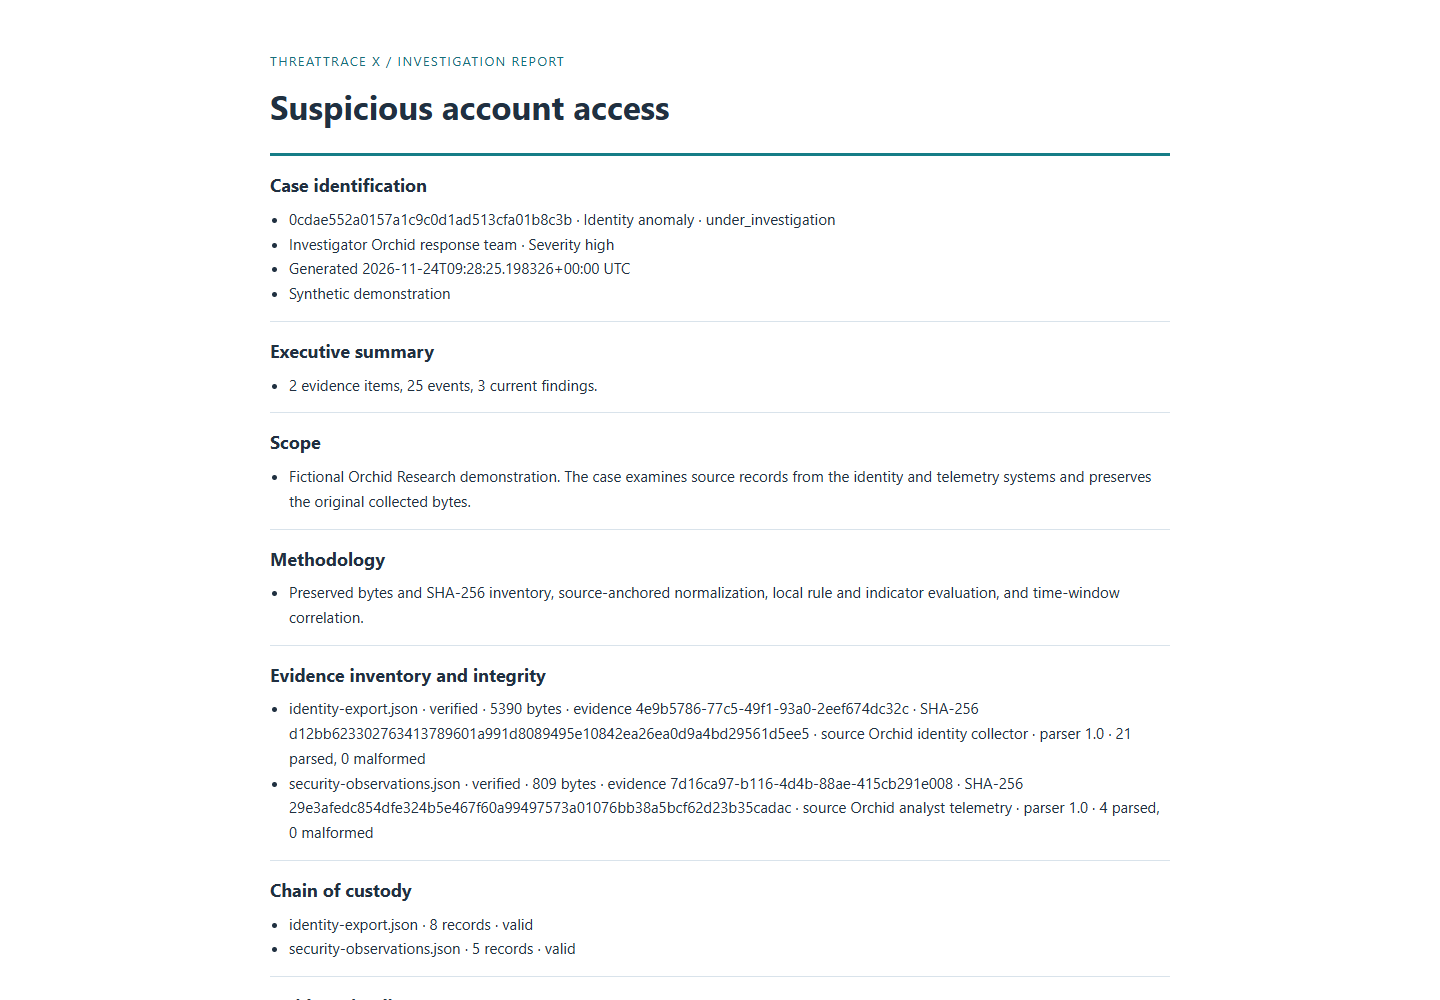 THREATTRACE X / INVESTIGATION REPORT
Suspicious account access
Case identification
• 0cdae552a0157a1c9c0d1ad513cfa01b8c3b · Identity anomaly · under_investigation
• Investigator Orchid response team · Severity high
• Generated 2026-11-24T09:28:25.198326+00:00 UTC
• Synthetic demonstration
Executive summary
• 2 evidence items, 25 events, 3 current findings.
Scope
• Fictional Orchid Research demonstration. The case examines source records from the identity and telemetry systems and preserves
the original collected bytes.
Methodology
• Preserved bytes and SHA-256 inventory, source-anchored normalization, local rule and indicator evaluation, and time-window
correlation.
Evidence inventory and integrity
• identity-export.json · verified · 5390 bytes · evidence 4e9b5786-77c5-49f1-93a0-2eef674dc32c · SHA-256
d12bb623302763413789601a991d8089495e10842ea26ea0d9a4bd29561d5ee5 · source Orchid identity collector · parser 1.0 · 21
parsed, 0 malformed
• security-observations.json · verified · 809 bytes · evidence 7d16ca97-b116-4d4b-88ae-415cb291e008 · SHA-256
29e3afedc854dfe324b5e467f60a99497573a01076bb38a5bcf62d23b35cadac · source Orchid analyst telemetry · parser 1.0 · 4 parsed,
0 malformed
Chain of custody
• identity-export.json · 8 records · valid
• security-observations.json · 5 records · valid